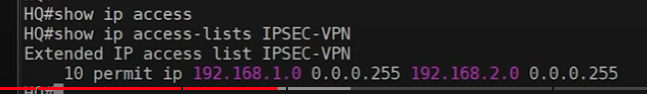 HQ#show ip access
HQ#show ip access-lists IPSEC-VPN
Extended IP access list IPSEC-VPN
10 permit ip 192.168.1.0 0.0.0.255 192.168.2.0 0.0.0.255
HQ#